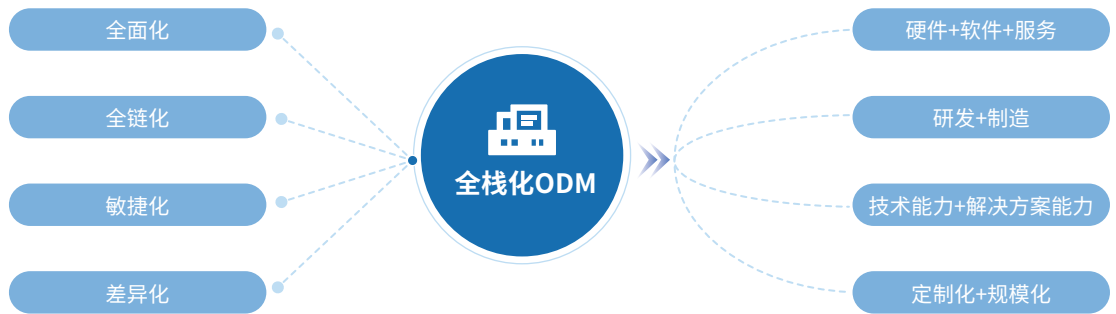 全面化
全链化
敏捷化
差异化
全栈化ODM
硬件+软件+服务
研发+制造
技术能力+解决方案能力
定制化+规模化